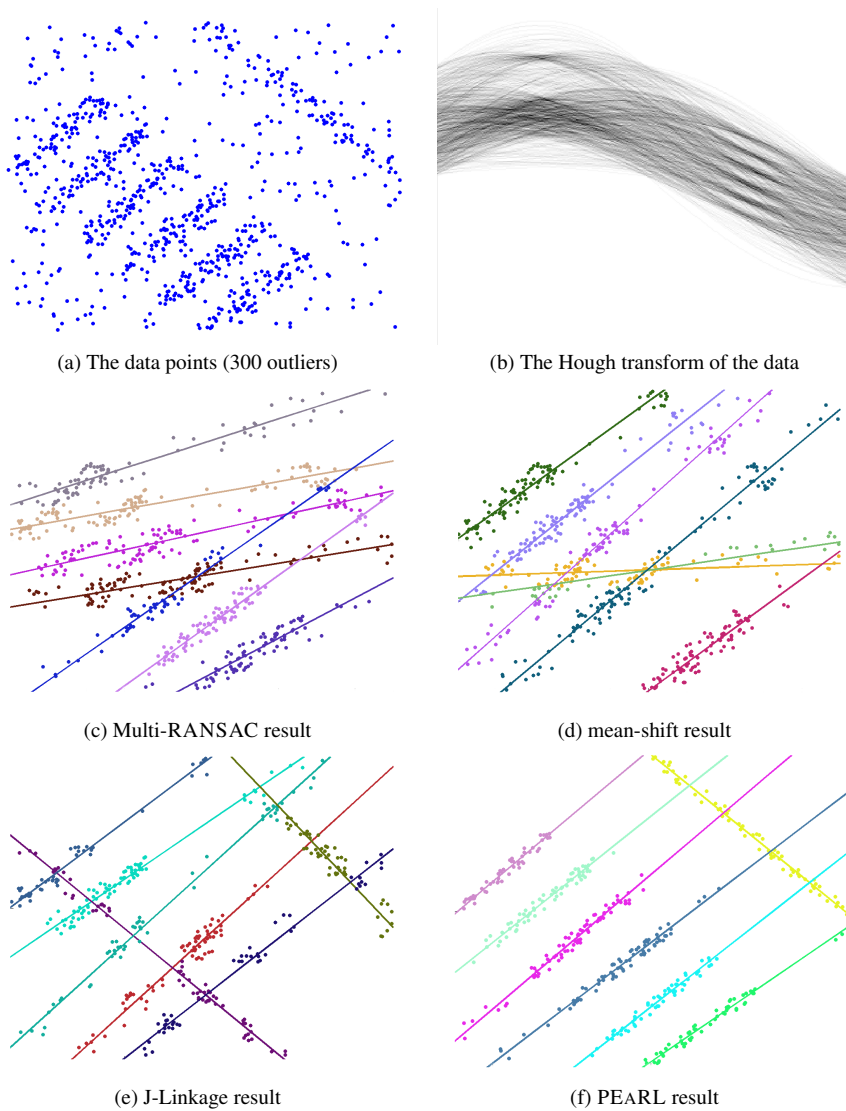 (a) The data points (300 outliers)
(b) The Hough transform of the data
(c) Multi-RANSAC result
(d) mean-shift result
(e) J-Linkage result
(f) PEARL result